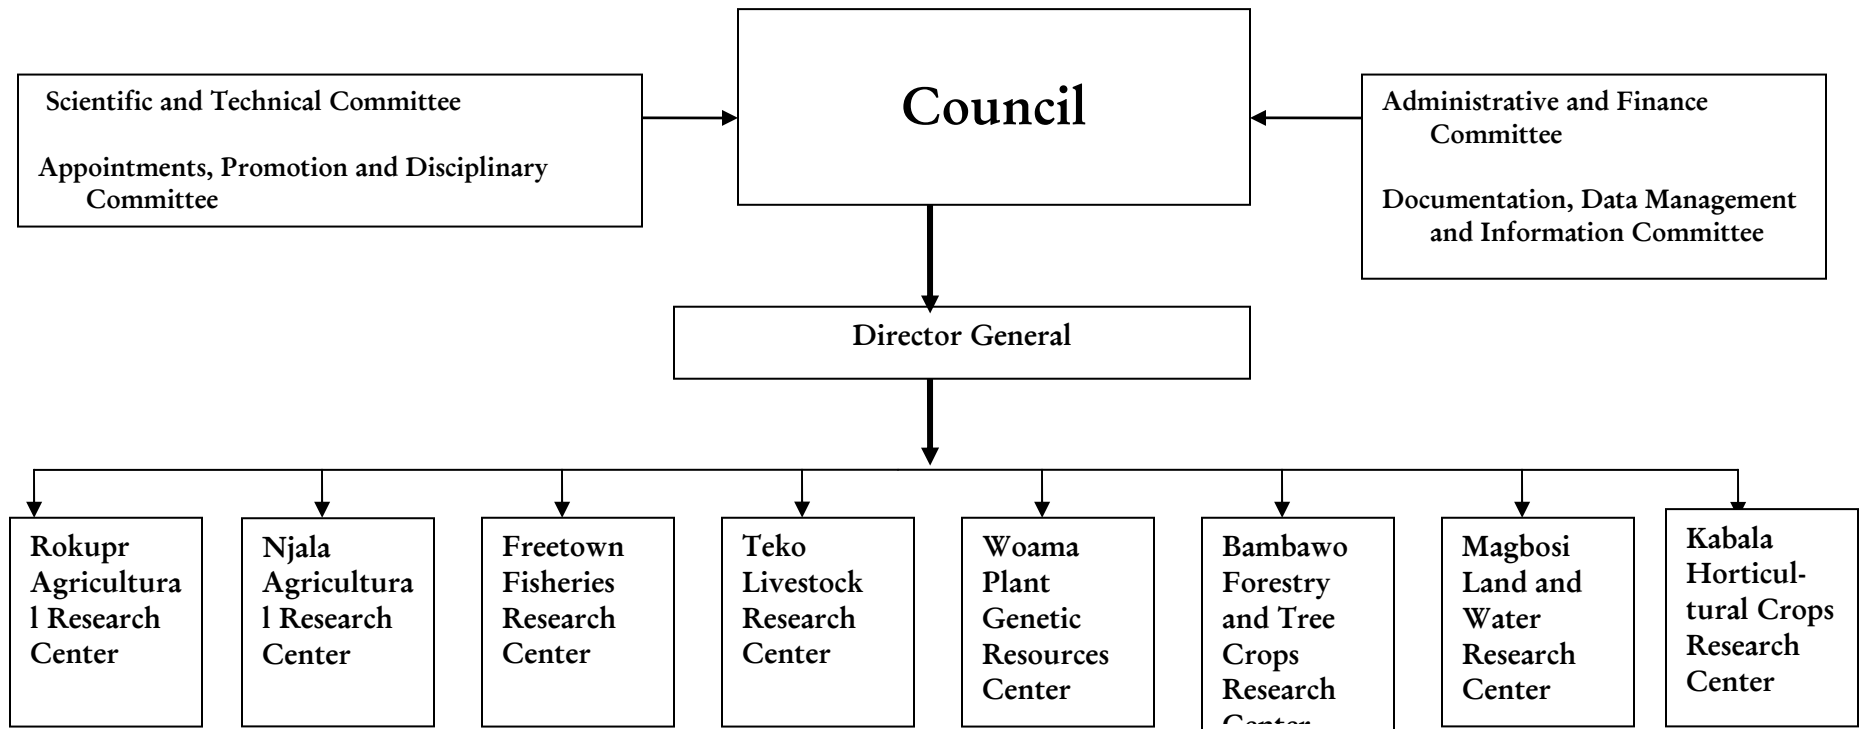 Council
Scientific and Technical Committee
Appointments, Promotion and Disciplinary
Committee
Administrative and Finance
Committee
Documentation, Data Management
and Information Committee
Director General
Rokupr
Agricultura
l Research
Center
Njala
Agricultura
l Research
Center
Freetown
Fisheries
Research
Center
Teko
Livestock
Research
Center
Woama
Plant
Genetic
Resources
Center
Bambawo
Forestry
and Tree
Crops
Research
Center
Magbosi
Land and
Water
Research
Center
Kabala
Horticul-
tural Crops
Research
Center